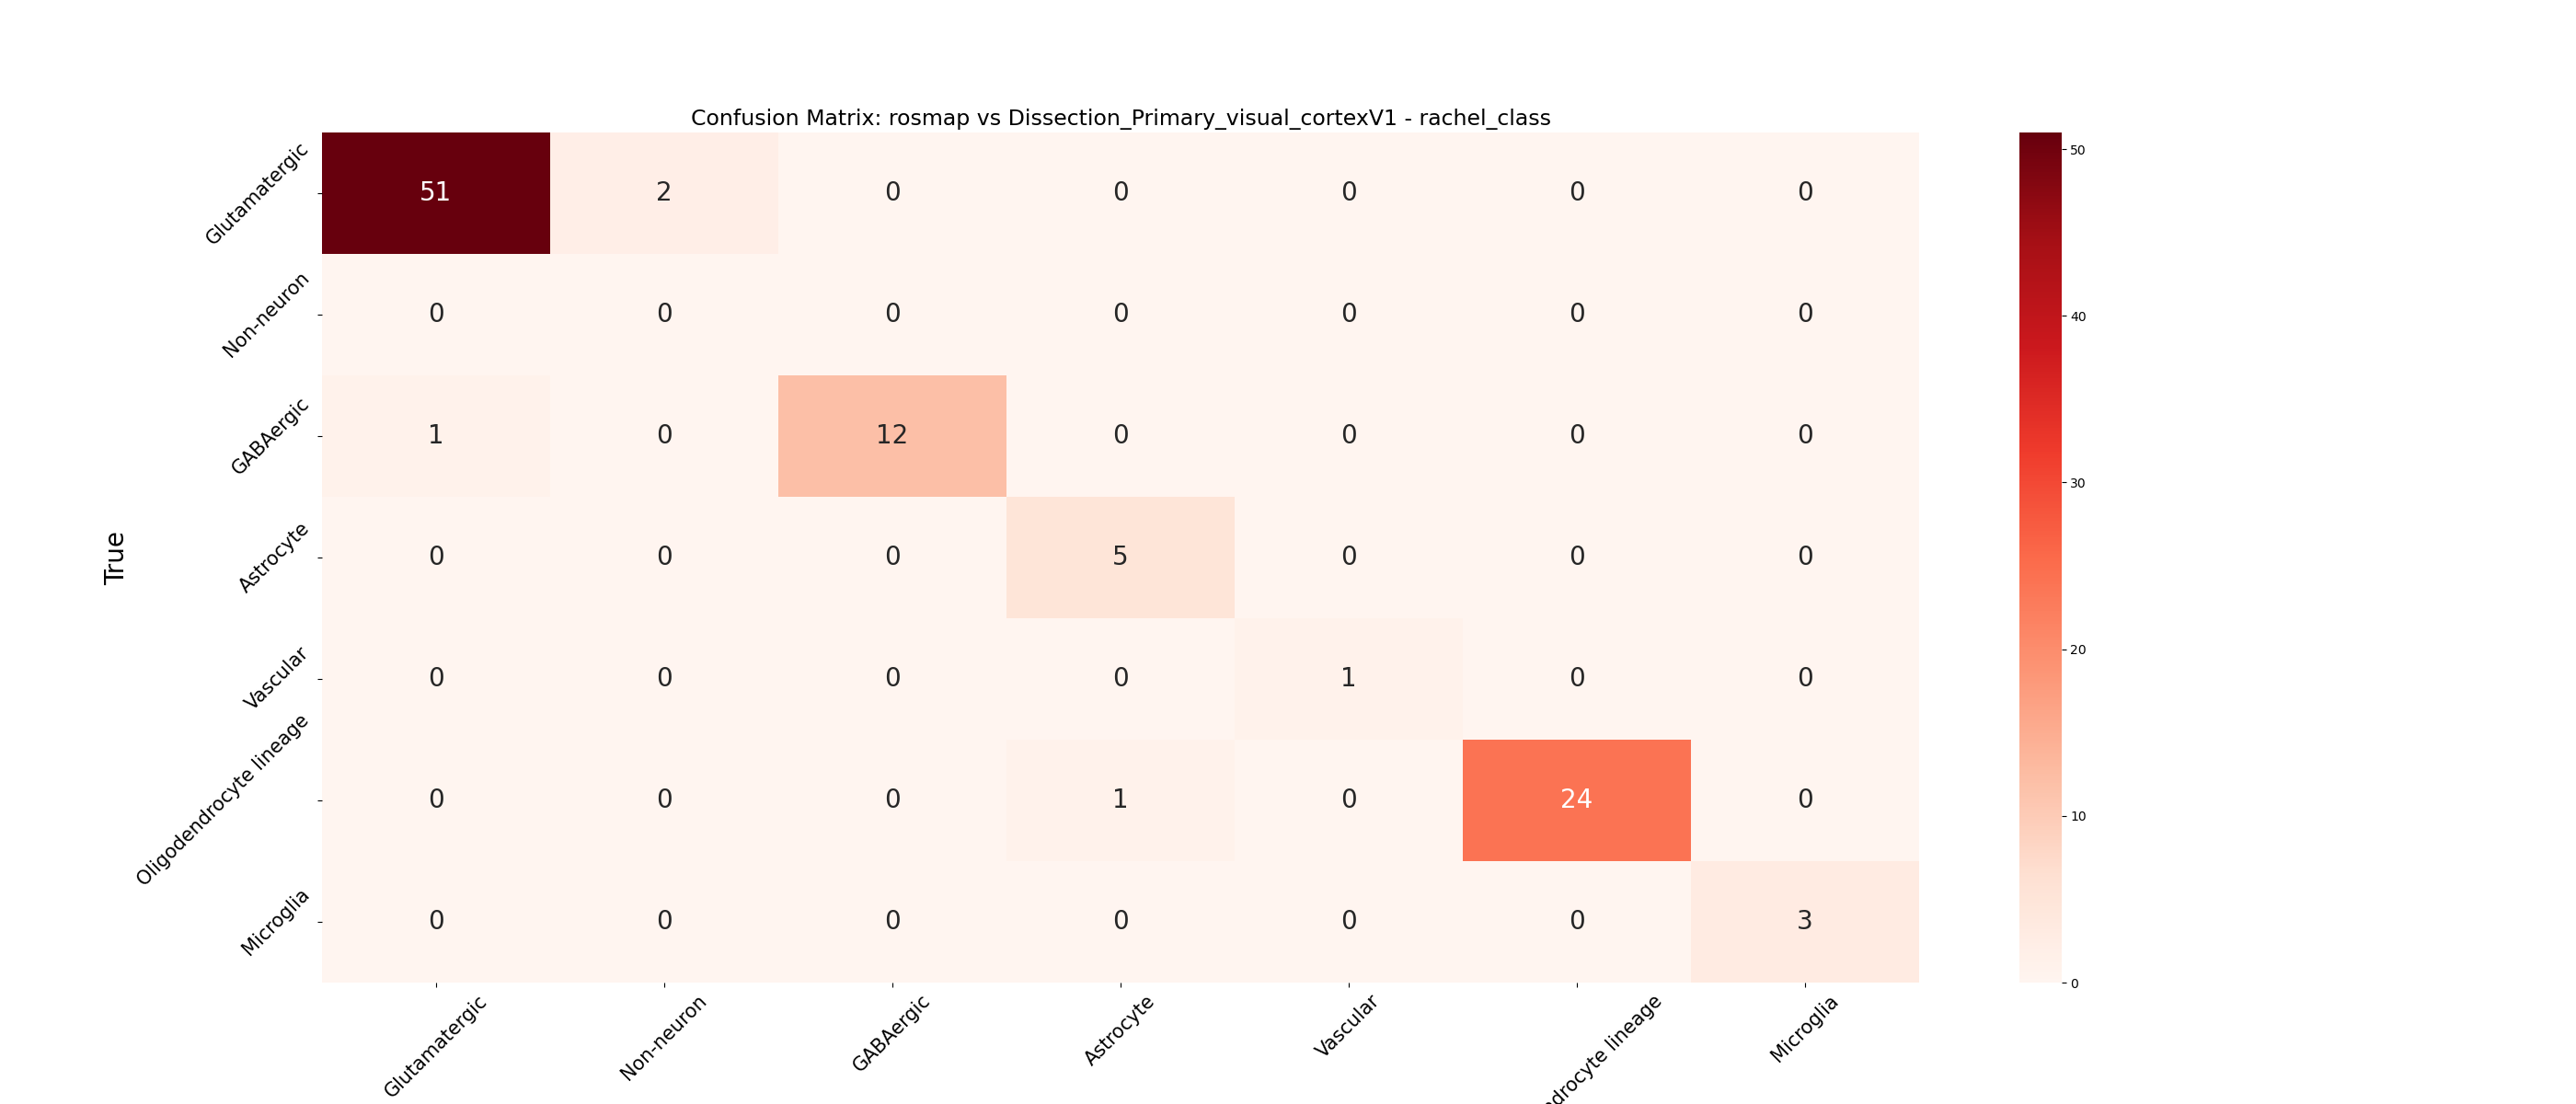 Confusion Matrix: rosmap vs Dissection_Primary_visual_cortexV1 - rachel_class
True
Glutamatergic 51 2 0 0 0 0 0
Non-neuron 0 0 0 0 0 0 0
GABAergic 1 0 12 0 0 0 0
Astrocyte 0 0 0 5 0 0 0
Vascular 0 0 0 0 1 0 0
Oligodendrocyte lineage 0 0 0 1 0 24 0
Microglia 0 0 0 0 0 0 3
Glutamatergic Non-neuron GABAergic Astrocyte Vascular ndrocyte lineage Microglia
50
40
30
20
10
0